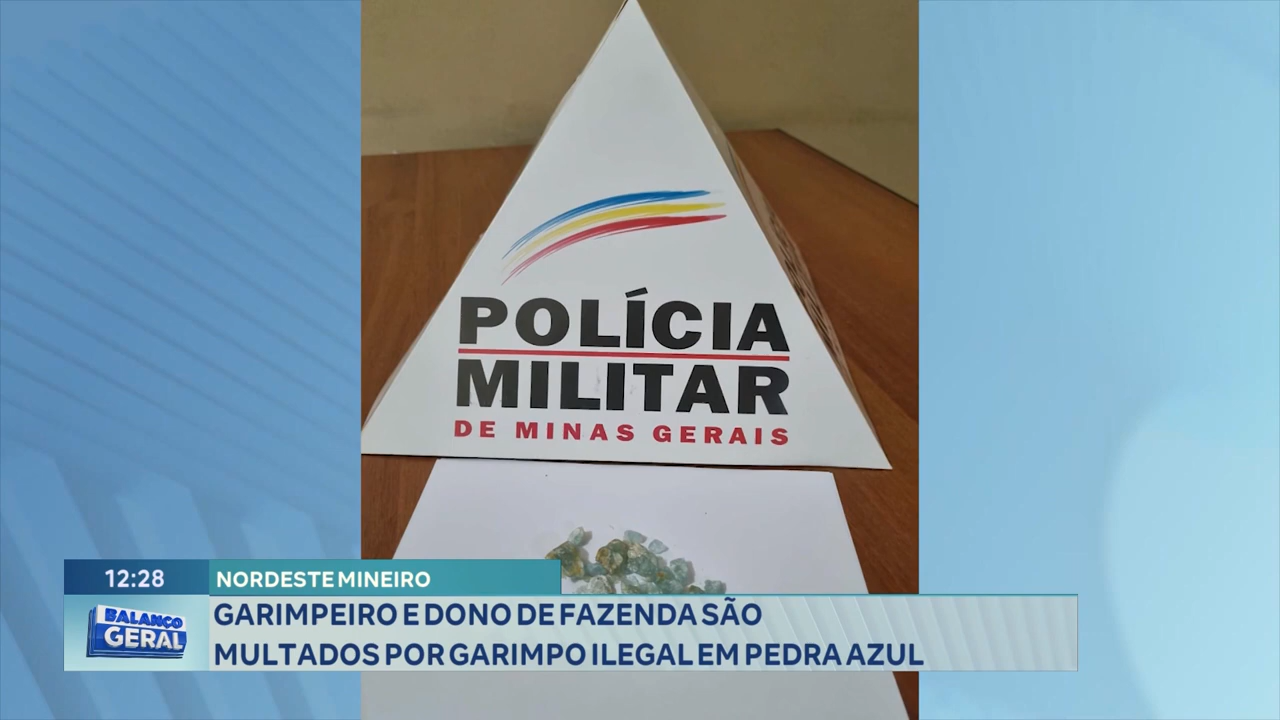 POLÍCIA
MILITAR
DE MINAS GERAIS
12:28
NORDESTE MINEIRO
BALANÇO
GERAL
GARIMPEIRO E DONO DE FAZENDA SÃO
MULTADOS POR GARIMPO ILEGAL EM PEDRA AZUL